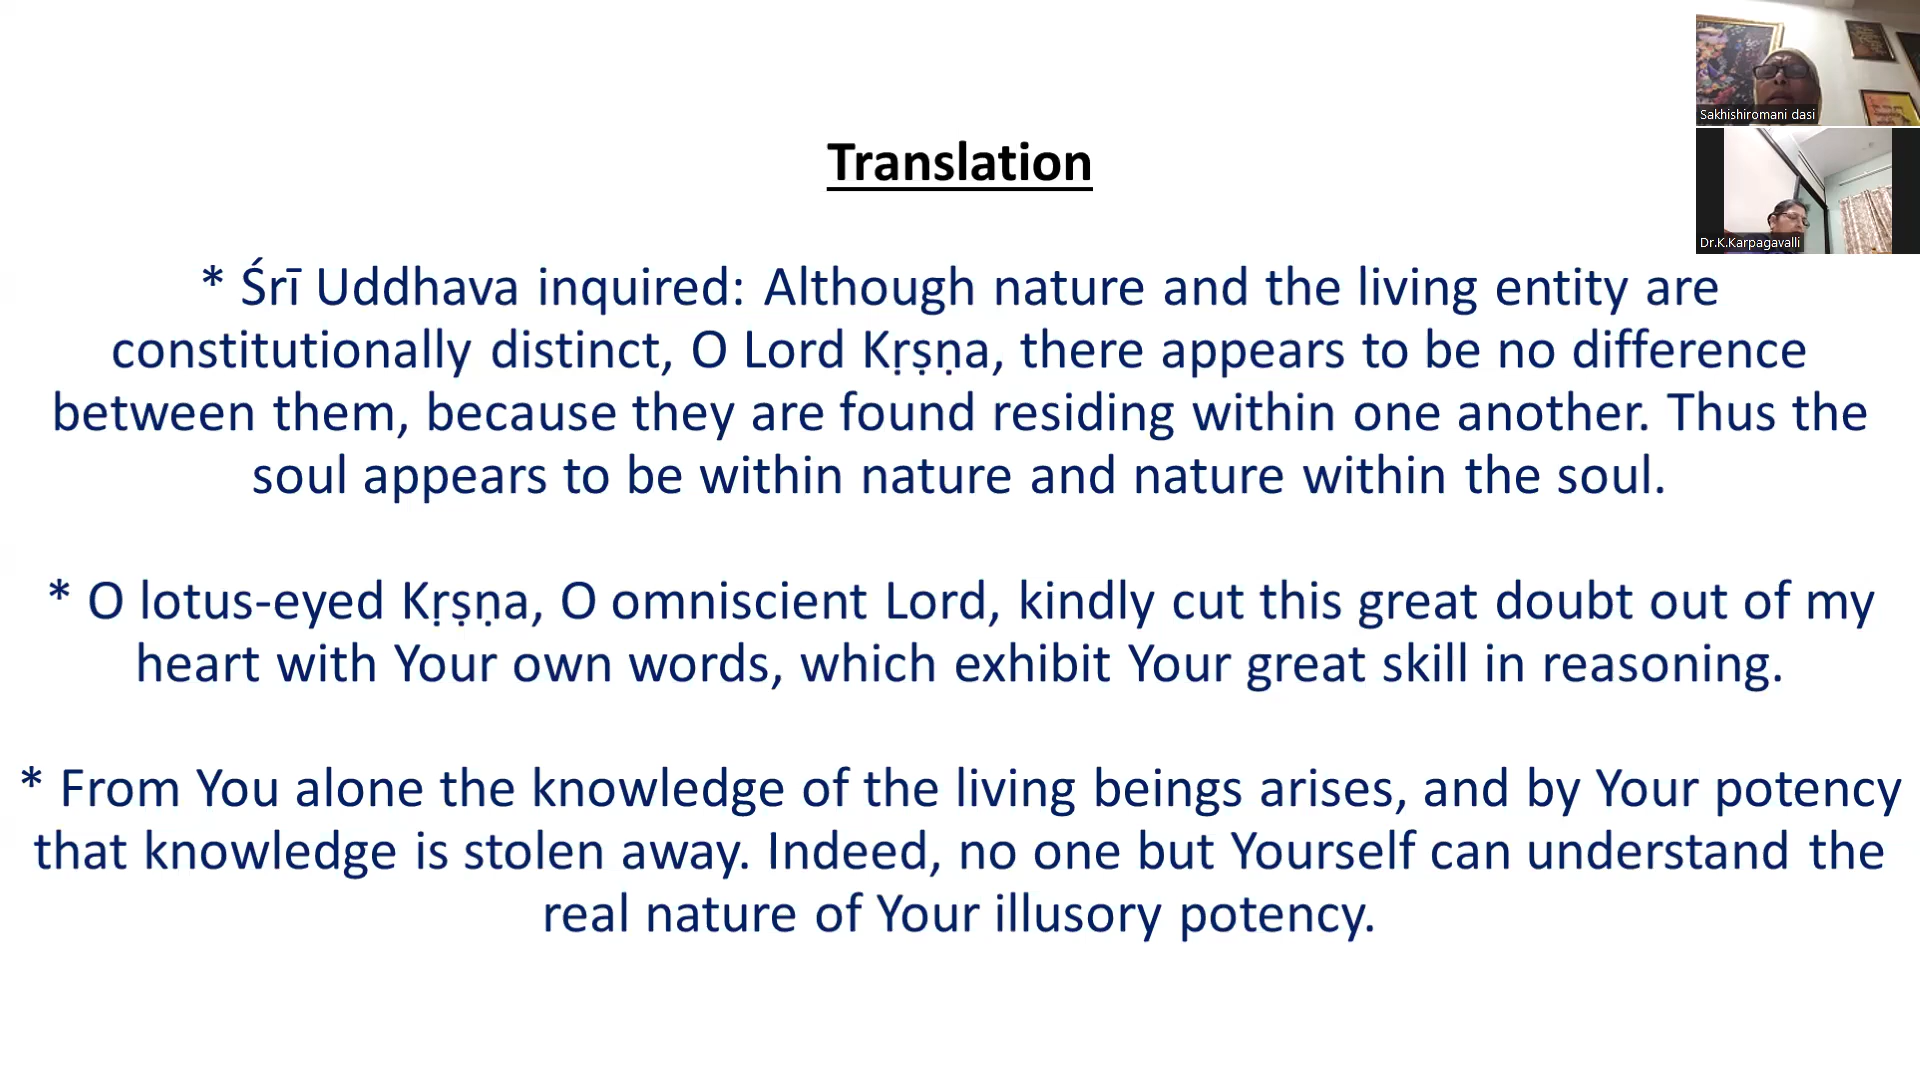 Translation
* Śrī Uddhava inquired: Although nature and the living entity are
constitutionally distinct, O Lord Kṛṣṇa, there appears to be no difference
between them, because they are found residing within one another. Thus the
soul appears to be within nature and nature within the soul.
* O lotus-eyed Kṛṣṇa, O omniscient Lord, kindly cut this great doubt out of my
heart with Your own words, which exhibit Your great skill in reasoning.
* From You alone the knowledge of the living beings arises, and by Your potency
that knowledge is stolen away. Indeed, no one but Yourself can understand the
real nature of Your illusory potency.
Sakhishiromani dasi
Dr.K.Karpagavalli